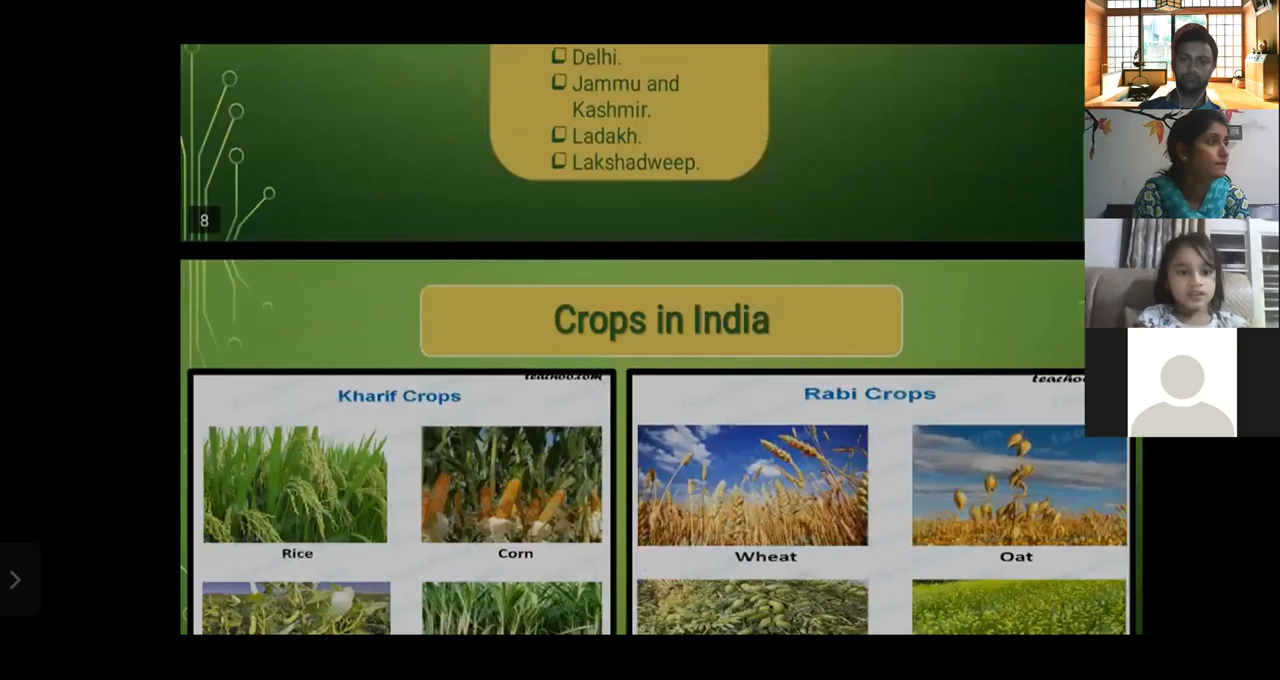 ❑ Delhi.
❑ Jammu and
Kashmir.
❑ Ladakh.
❑ Lakshadweep.
8
Crops in India
teachoo.com
Kharif Crops
Rice
Corn
teachoo
Rabi Crops
Wheat
Oat